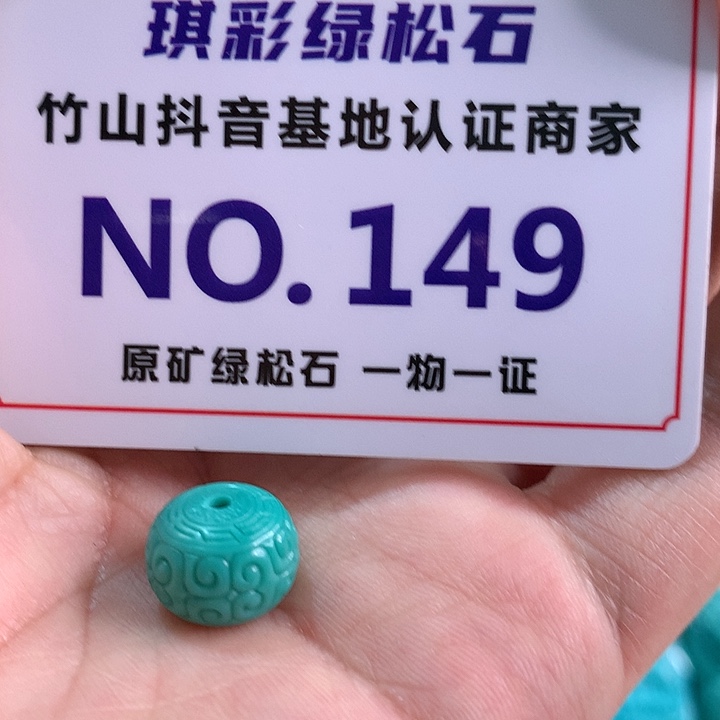 琪彩绿松石
竹山抖音基地认证商家
NO.149
原矿绿松石 一物一证